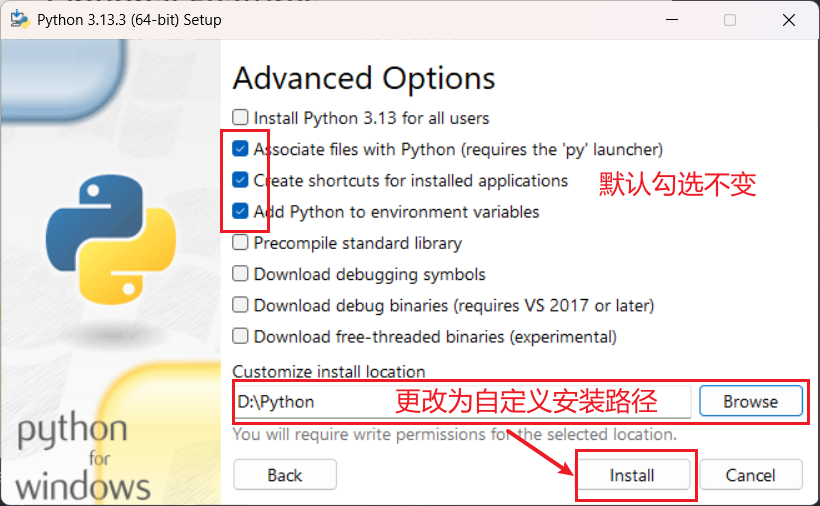 Python 3.13.3 (64-bit) Setup
Advanced Options
Install Python 3.13 for all users
Associate files with Python (requires the 'py' launcher)
Create shortcuts for installed applications
默认勾选不变
Add Python to environment variables
Precompile standard library
Download debugging symbols
Download debug binaries (requires VS 2017 or later)
Download free-threaded binaries (experimental)
Customize install location
D:\Python
更改为自定义安装路径
Browse
You will require write permissions for the selected location.
python
for
windows
Back
Install
Cancel